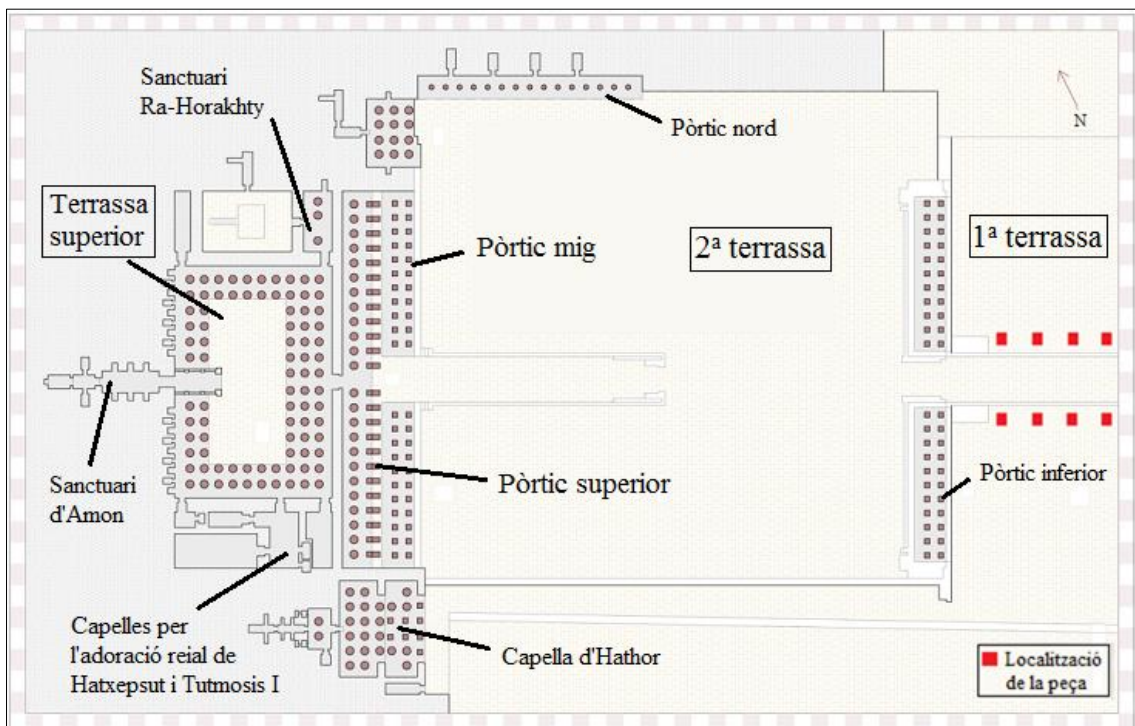 Sanctuari
Ra-Horakhty
Pòrtic nord
N
Terrassa
superior
Pòrtic mig
2ª terrassa
1ª terrassa
Sanctuari
d'Amon
Pòrtic superior
Pòrtic inferior
Capelles per
l'adoració reial de
Hatxepsut i Tutmosis I
Capella d'Hathor
Localització
de la peça